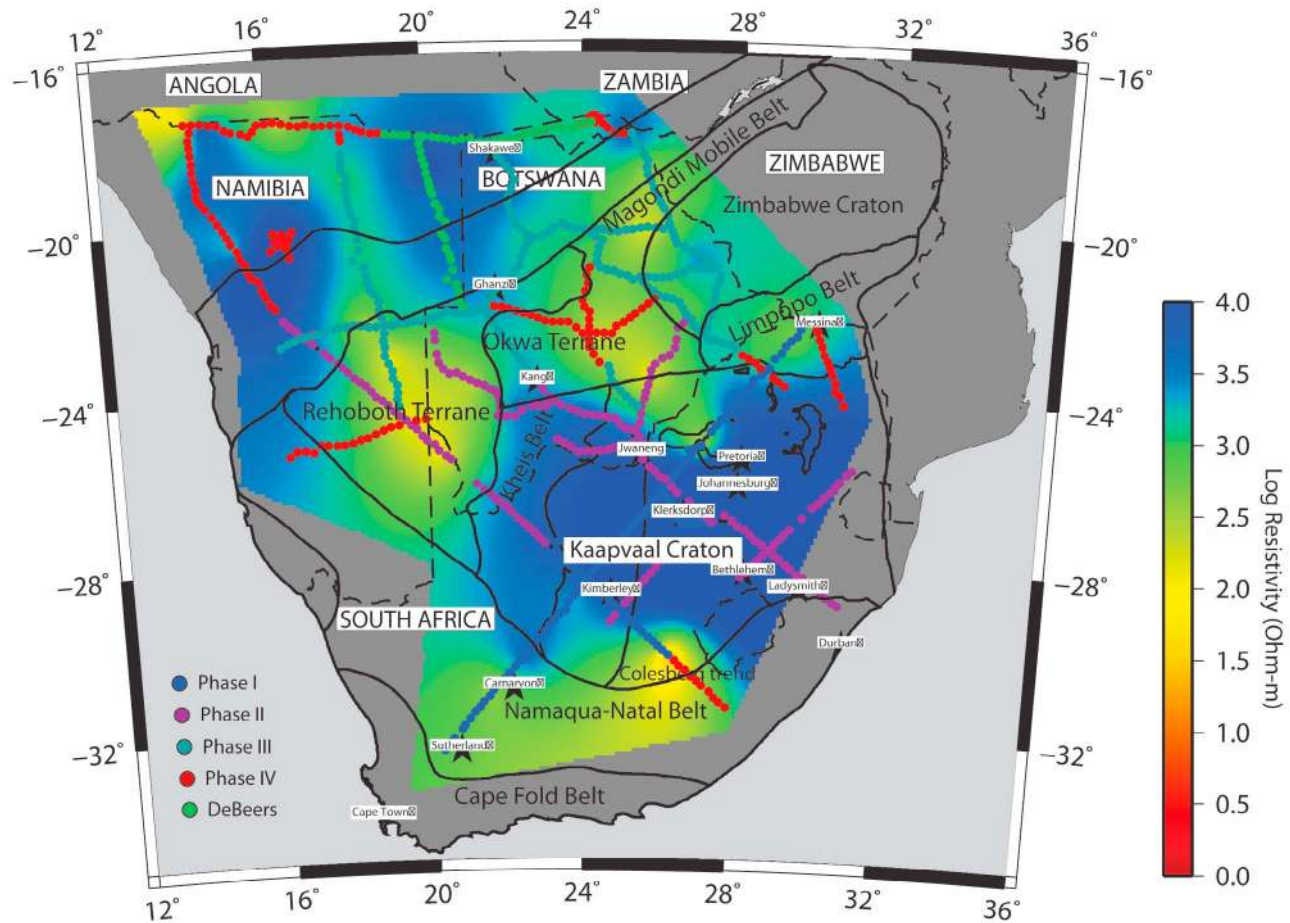 12°
16°
20°
24°
28°
32°
36°
−16°
−16°
ANGOLA
ZAMBIA
Magondi Mobile Belt
Shakawe
ZIMBABWE
NAMIBIA
BOTSWANA
Zimbabwe Craton
−20°
−20°
Ghanzi
Limpopo Belt
Messina
Okwa Terrane
Kang
Rehoboth Terrane
−24°
−24°
Kheis Belt
Jwaneng
Pretoria
Johannesburg
Klerksdorp
Kaapvaal Craton
Bethlehem
−28°
−28°
Kimberley
Ladysmith
SOUTH AFRICA
Durban
Colesberg trend
Carnarvon
Namaqua-Natal Belt
Sutherland
−32°
−32°
Cape Fold Belt
Cape Town
Phase I
Phase II
Phase III
Phase IV
DeBeers
12°
16°
20°
24°
28°
32°
36°
4.0
3.5
3.0
2.5
2.0
1.5
1.0
0.5
0.0
Log Resistivity (Ohm-m)